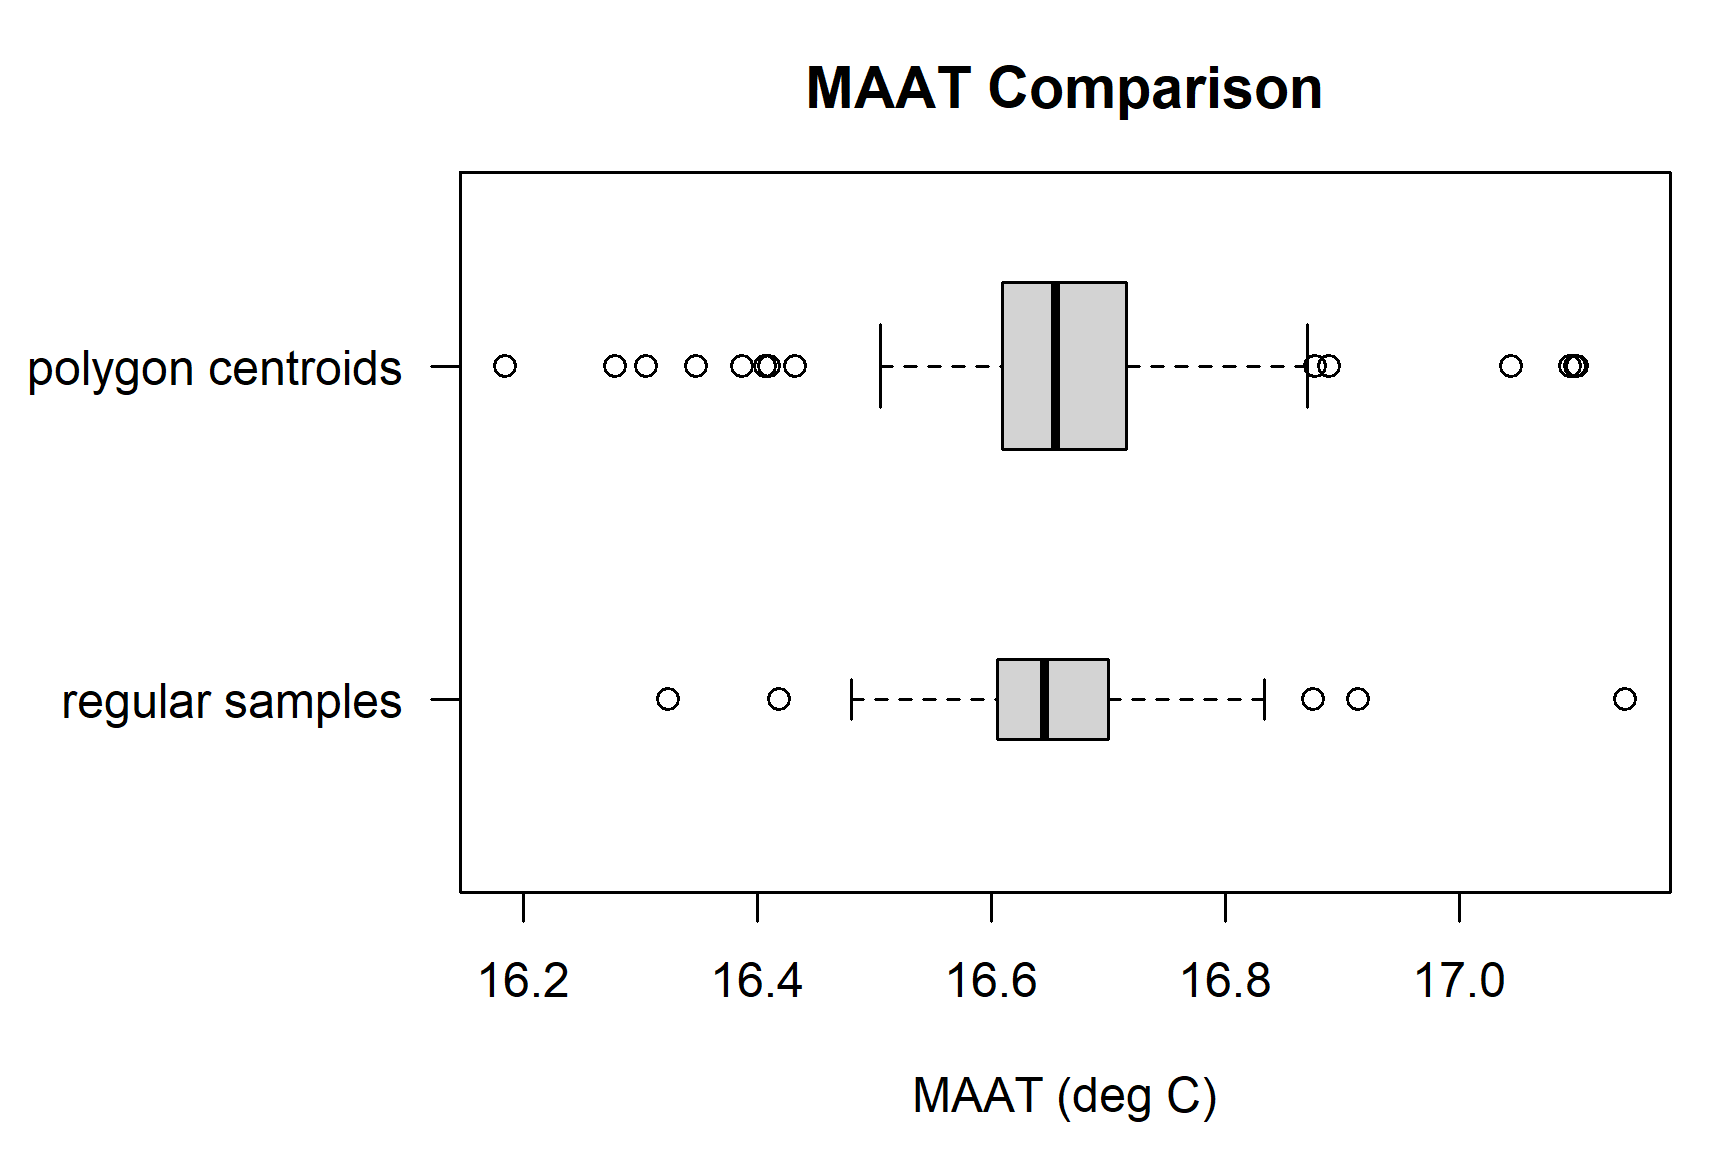 MAAT Comparison
polygon centroids
regular samples
16.2 16.4 16.6 16.8 17.0
MAAT (deg C)